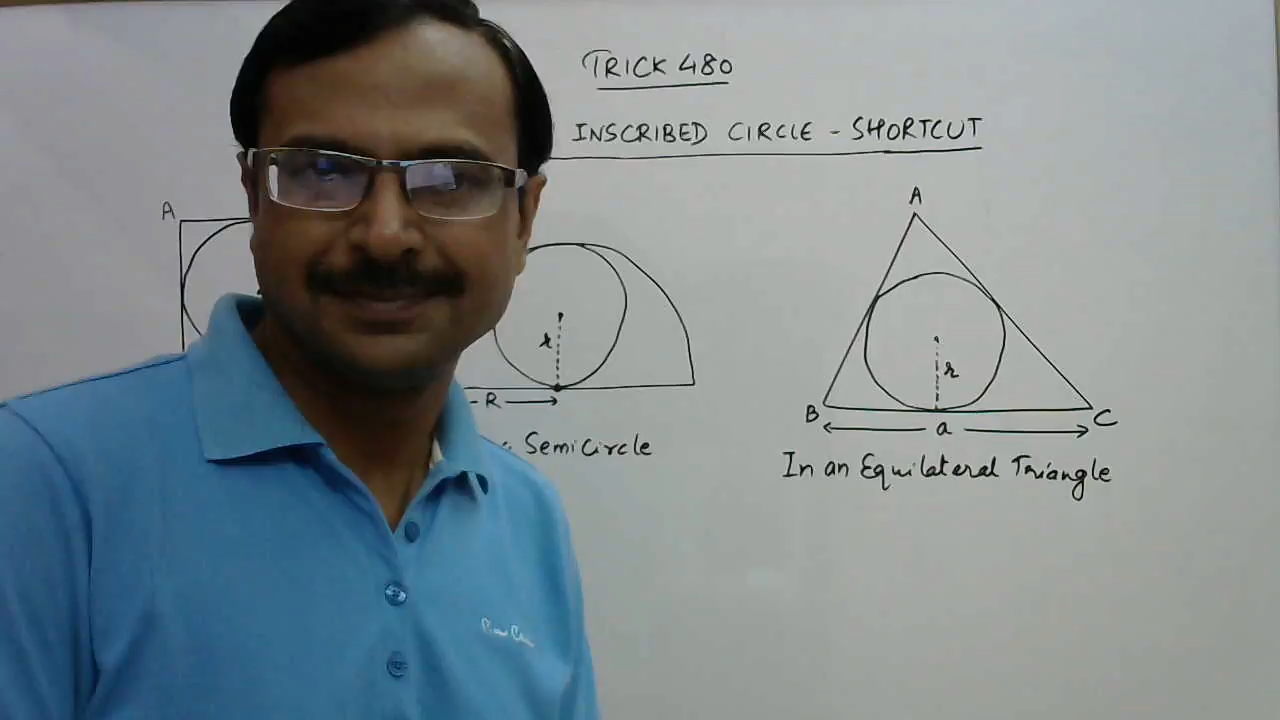 TRICK 480
INSCRIBED CIRCLE - SHORTCUT
A
r
R
SemiCircle
A
r
B
C
a
In an Equilateral Triangle